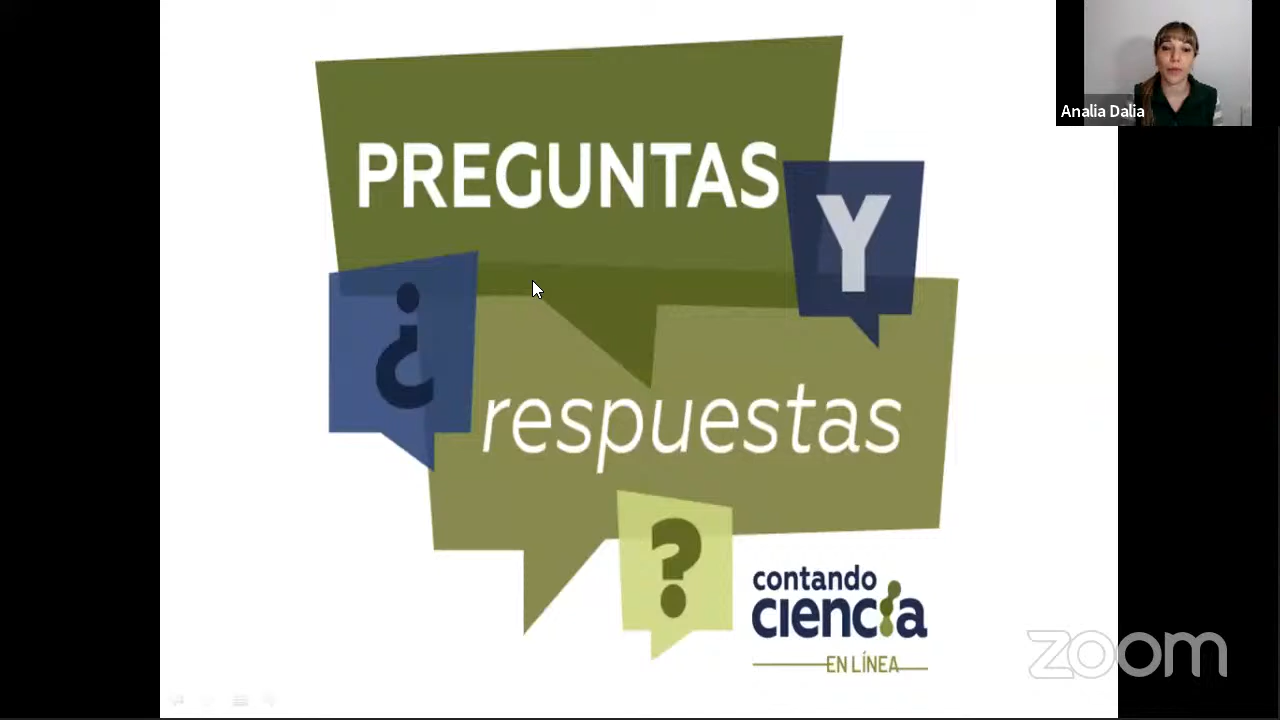 PREGUNTAS
Y
¿
respuestas
?
contando
ciencia
EN LÍNEA
Analia Dalia
zoom